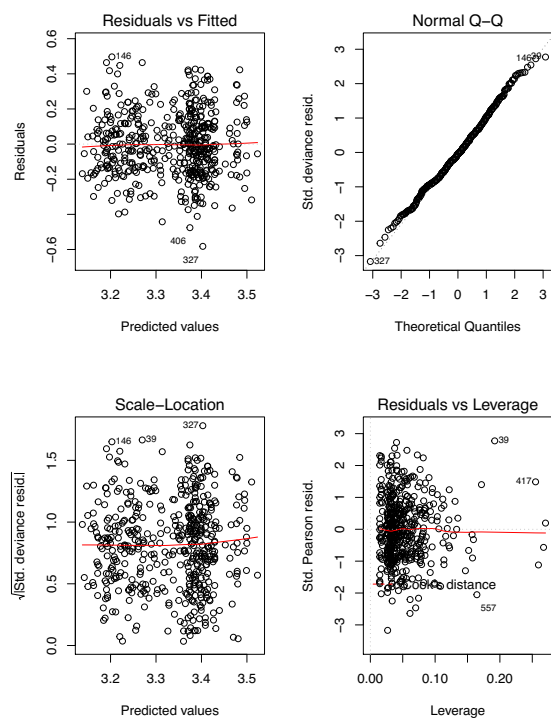 Residuals vs Fitted
Residuals
0.6
0.4
0.2
0.0
−0.2
−0.6
146
406
327
3.2 3.3 3.4 3.5
Predicted values
Normal Q−Q
Std. deviance resid.
3
2
1
0
−1
−2
−3
146 39
327
−3 −2 −1 0 1 2 3
Theoretical Quantiles
Scale−Location
√|Std. deviance resid.|
1.5
1.0
0.5
0.0
327
146 39
3.2 3.3 3.4 3.5
Predicted values
Residuals vs Leverage
Std. Pearson resid.
3
2
1
0
−1
−2
−3
39
417
Cook's distance
557
0.00 0.10 0.20
Leverage